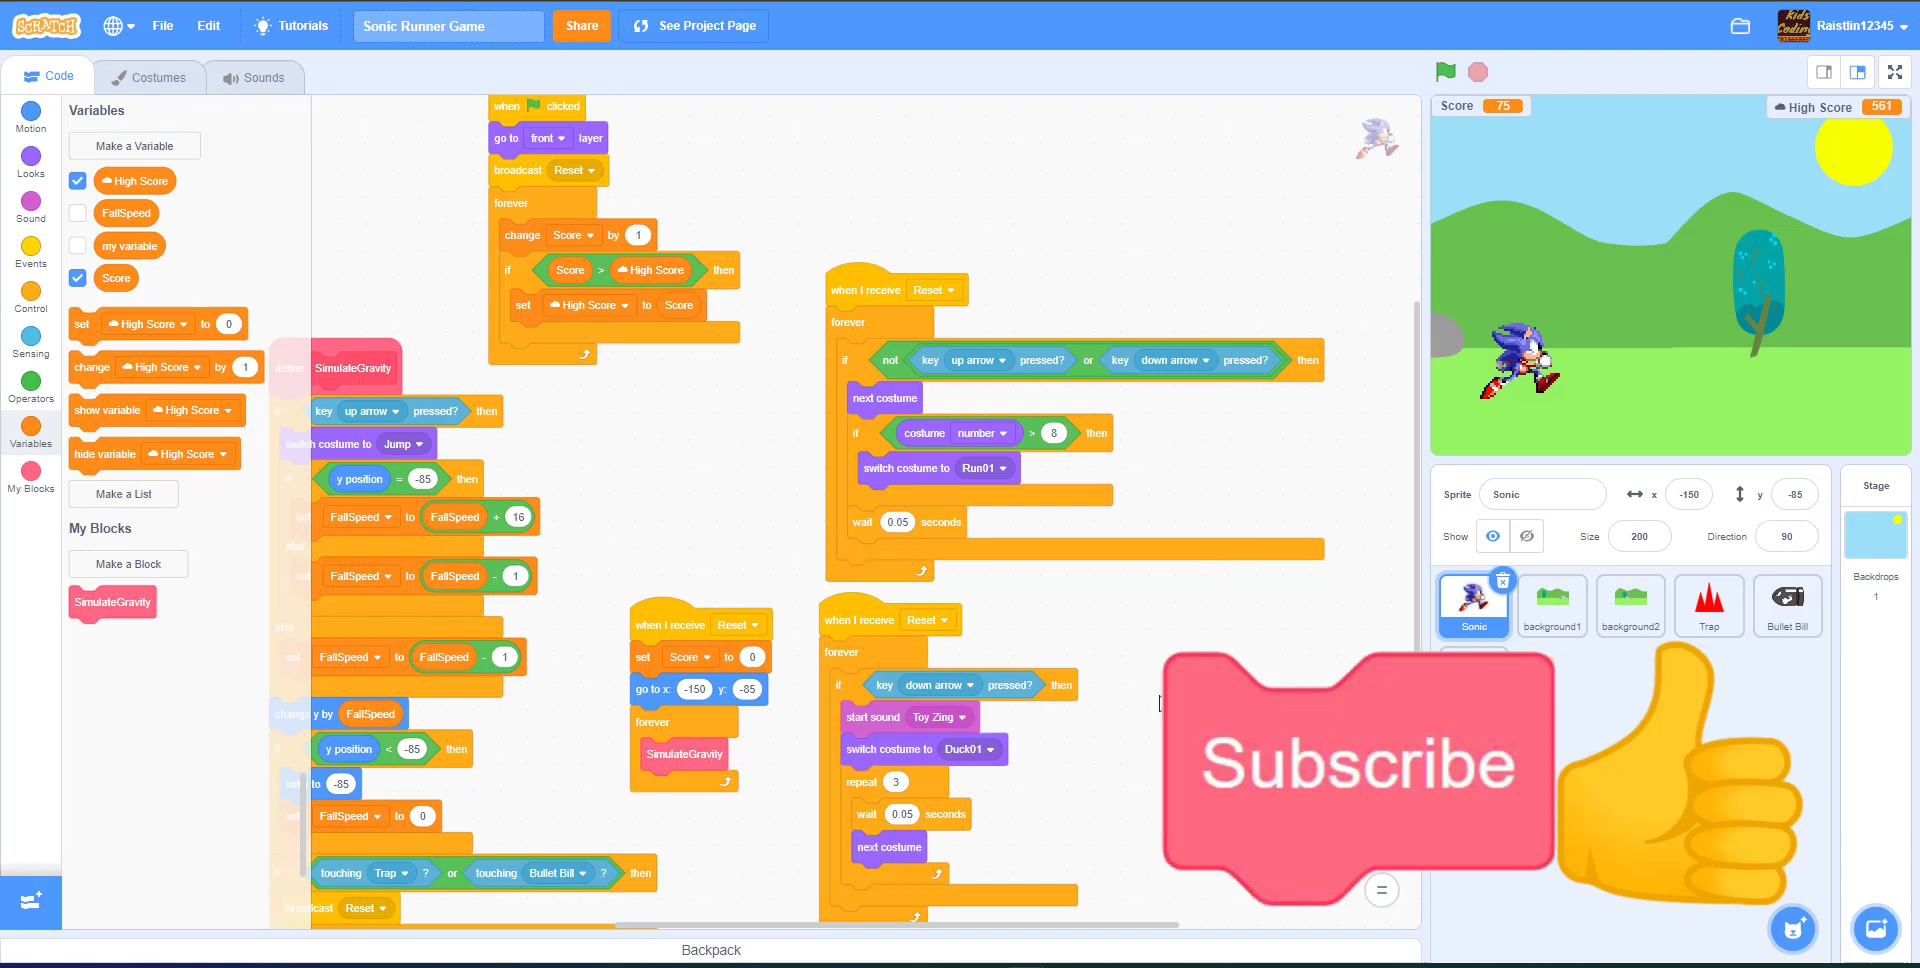 SCRATCH File Edit Tutorials Sonic Runner Game Share See Project Page Raistlin12345
Code Costumes Sounds
Motion
Looks
Sound
Events
Control
Sensing
Operators
Variables
My Blocks
Variables
Make a Variable
High Score
FallSpeed
my variable
Score
set High Score to 0
change High Score by 1
show variable High Score
hide variable High Score
Make a List
My Blocks
Make a Block
SimulateGravity
when clicked
go to front layer
broadcast Reset
forever
change Score by 1
if Score > High Score then
set High Score to Score
define SimulateGravity
key up arrow pressed? then
switch costume to Jump
if y position = -85 then
set FallSpeed to FallSpeed + 16
else
set FallSpeed to FallSpeed - 1
else
set FallSpeed to FallSpeed - 1
change y by FallSpeed
y position < -85 then
set to -85
set FallSpeed to 0
touching Trap ? or touching Bullet Bill ? then
broadcast Reset
when I receive Reset
set Score to 0
go to x: -150 y: -85
forever
SimulateGravity
when I receive Reset
forever
if not key up arrow pressed? or key down arrow pressed? then
next costume
if costume number > 8 then
switch costume to Run01
wait 0.05 seconds
when I receive Reset
forever
if key down arrow pressed? then
start sound Toy Zing
switch costume to Duck01
repeat 3
wait 0.05 seconds
next costume
Score 75
High Score 561
Sprite Sonic x -150 y -85
Show Size 200 Direction 90
Sonic
background1
background2
Trap
Bullet Bill
Stage
Backdrops
1
Subscribe
Backpack